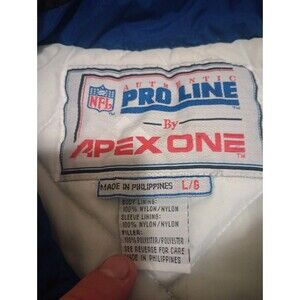 NFL
AUTHENTIC
PRO LINE
By
APEX ONE
MADE IN PHILIPPINES L/G
BODY LINING:
100% NYLON/NYLON
SLEEVE LINING:
100% NYLON/NYLON
FILLER:
100% POLYESTER/POLYESTER
SEE REVERSE FOR CARE
MADE IN PHILIPPINES